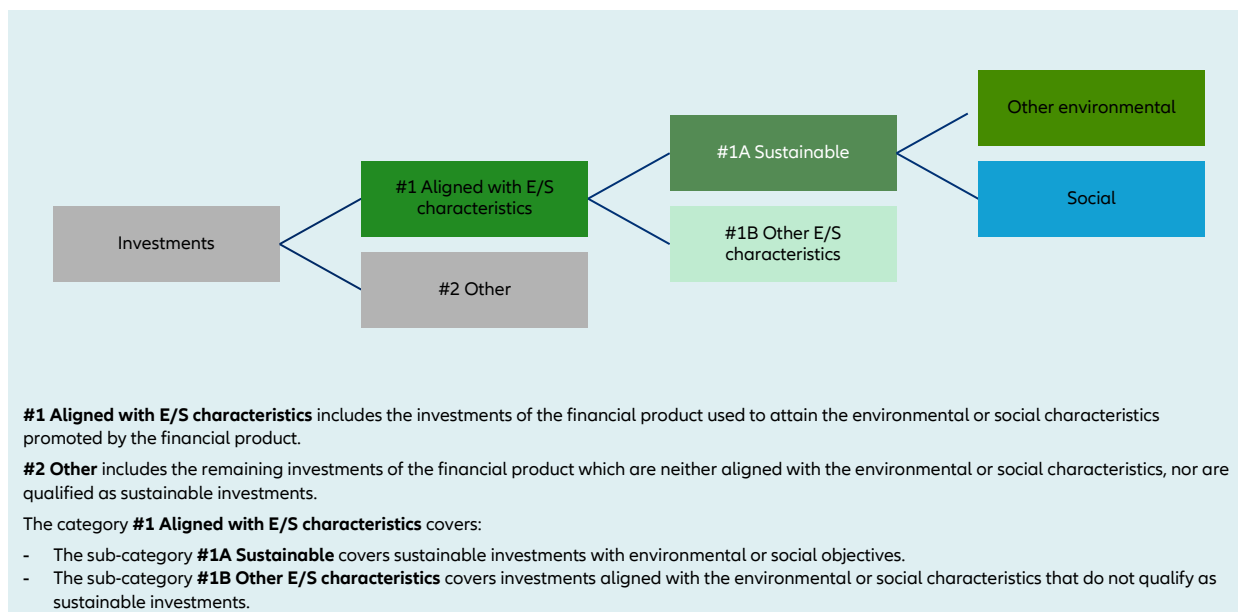 Other environmental
#1A Sustainable
#1 Aligned with E/S
characteristics
Social
Investments
#1B Other E/S
characteristics
#2 Other
#1 Aligned with E/S characteristics includes the investments of the financial product used to attain the environmental or social characteristics
promoted by the financial product.
#2 Other includes the remaining investments of the financial product which are neither aligned with the environmental or social characteristics, nor are
qualified as sustainable investments.
The category #1 Aligned with E/S characteristics covers:
- The sub-category #1A Sustainable covers sustainable investments with environmental or social objectives.
- The sub-category #1B Other E/S characteristics covers investments aligned with the environmental or social characteristics that do not qualify as
sustainable investments.